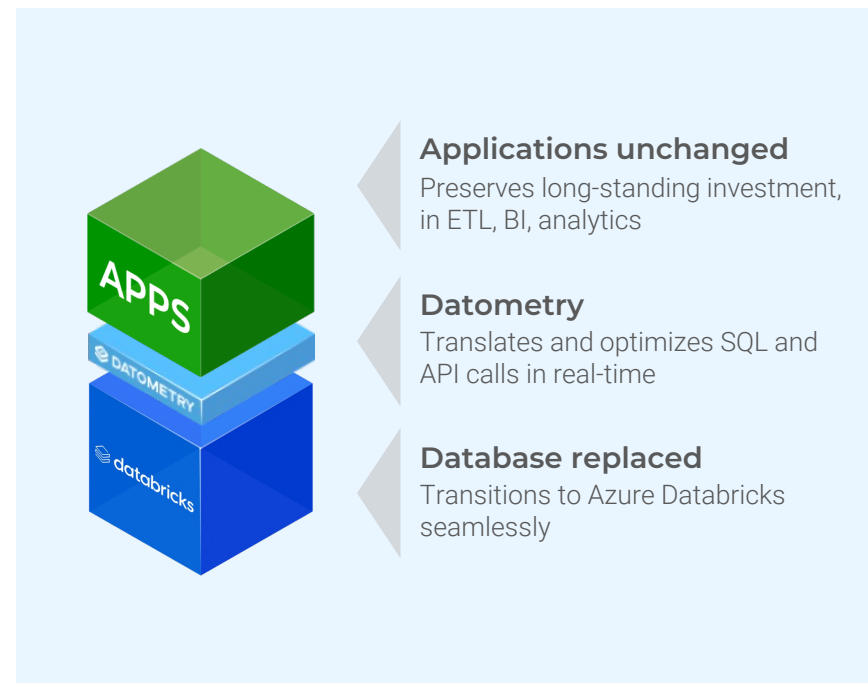 Applications unchanged
Preserves long-standing investment,
in ETL, BI, analytics
APPS
Datometry
Translates and optimizes SQL and
API calls in real-time
DATOMETRY
Database replaced
Transitions to Azure Databricks
seamlessly
databricks